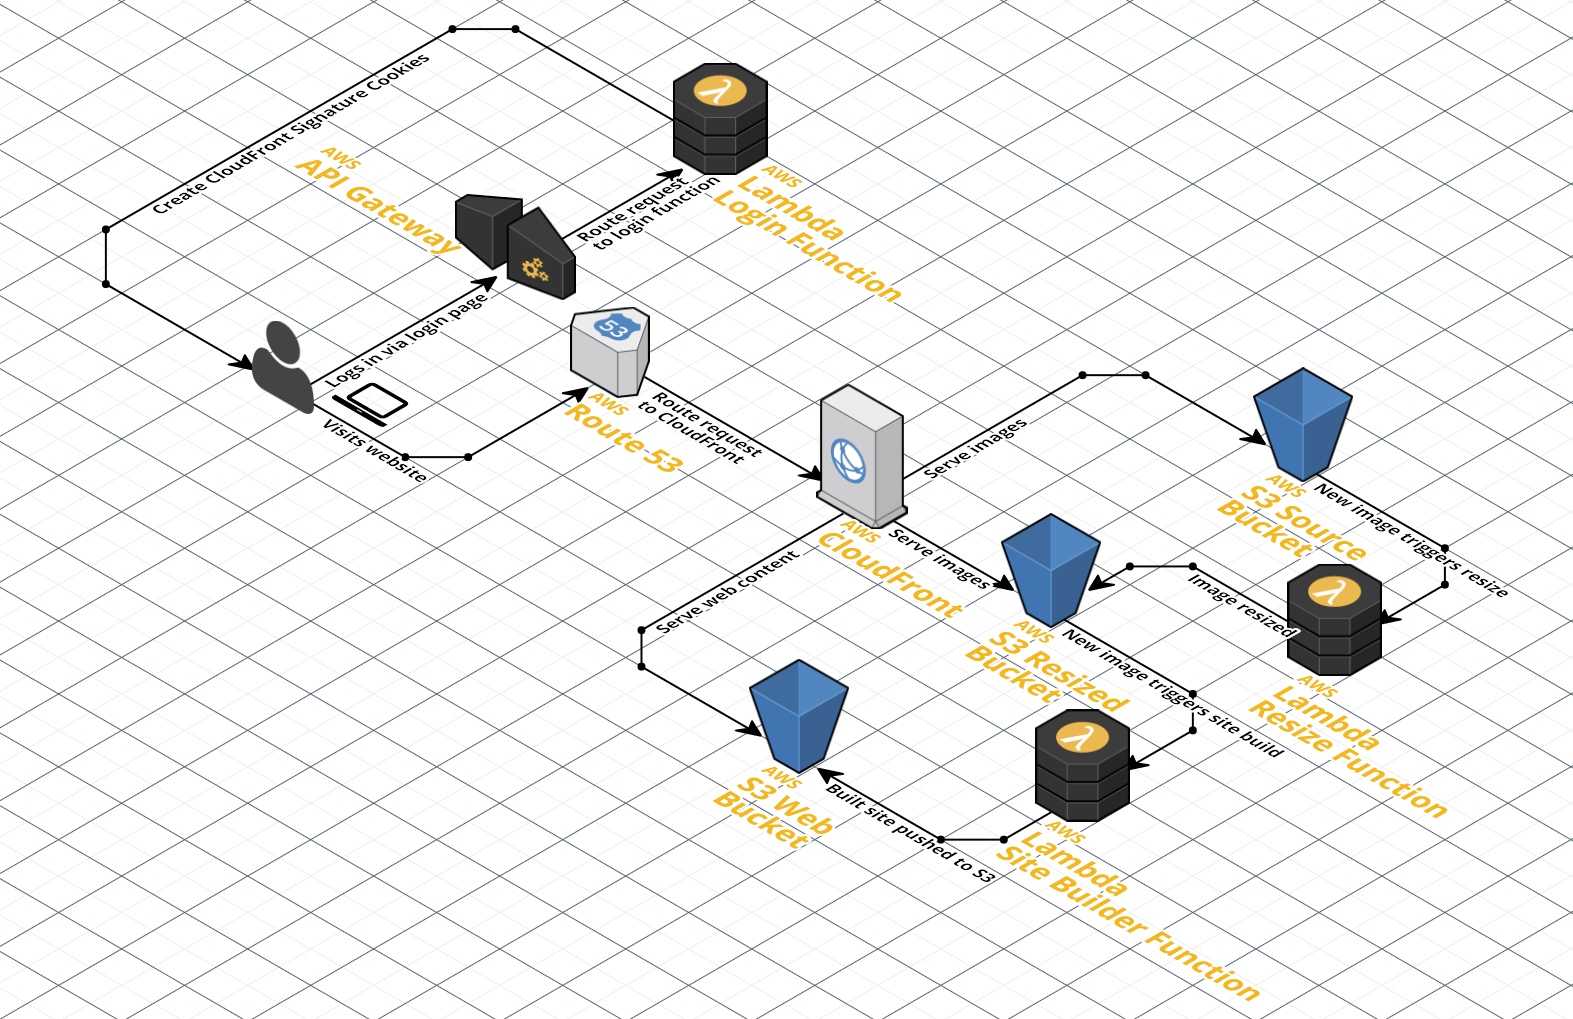 Create CloudFront Signature Cookies
AWS
API Gateway
Route request
to login function
AWS
Lambda
Login Function
Logs in via login page
53
Visits website
AWS
Route 53
Route request
to CloudFront
Serve images
AWS
CloudFront
Serve images
Serve web content
AWS
S3 Source
Bucket
New image triggers resize
Image resized
AWS
Lambda
Resize Function
AWS
S3 Resized
Bucket
New image triggers site build
AWS
S3 Web
Bucket
Built site pushed to S3
AWS
Lambda
Site Builder Function